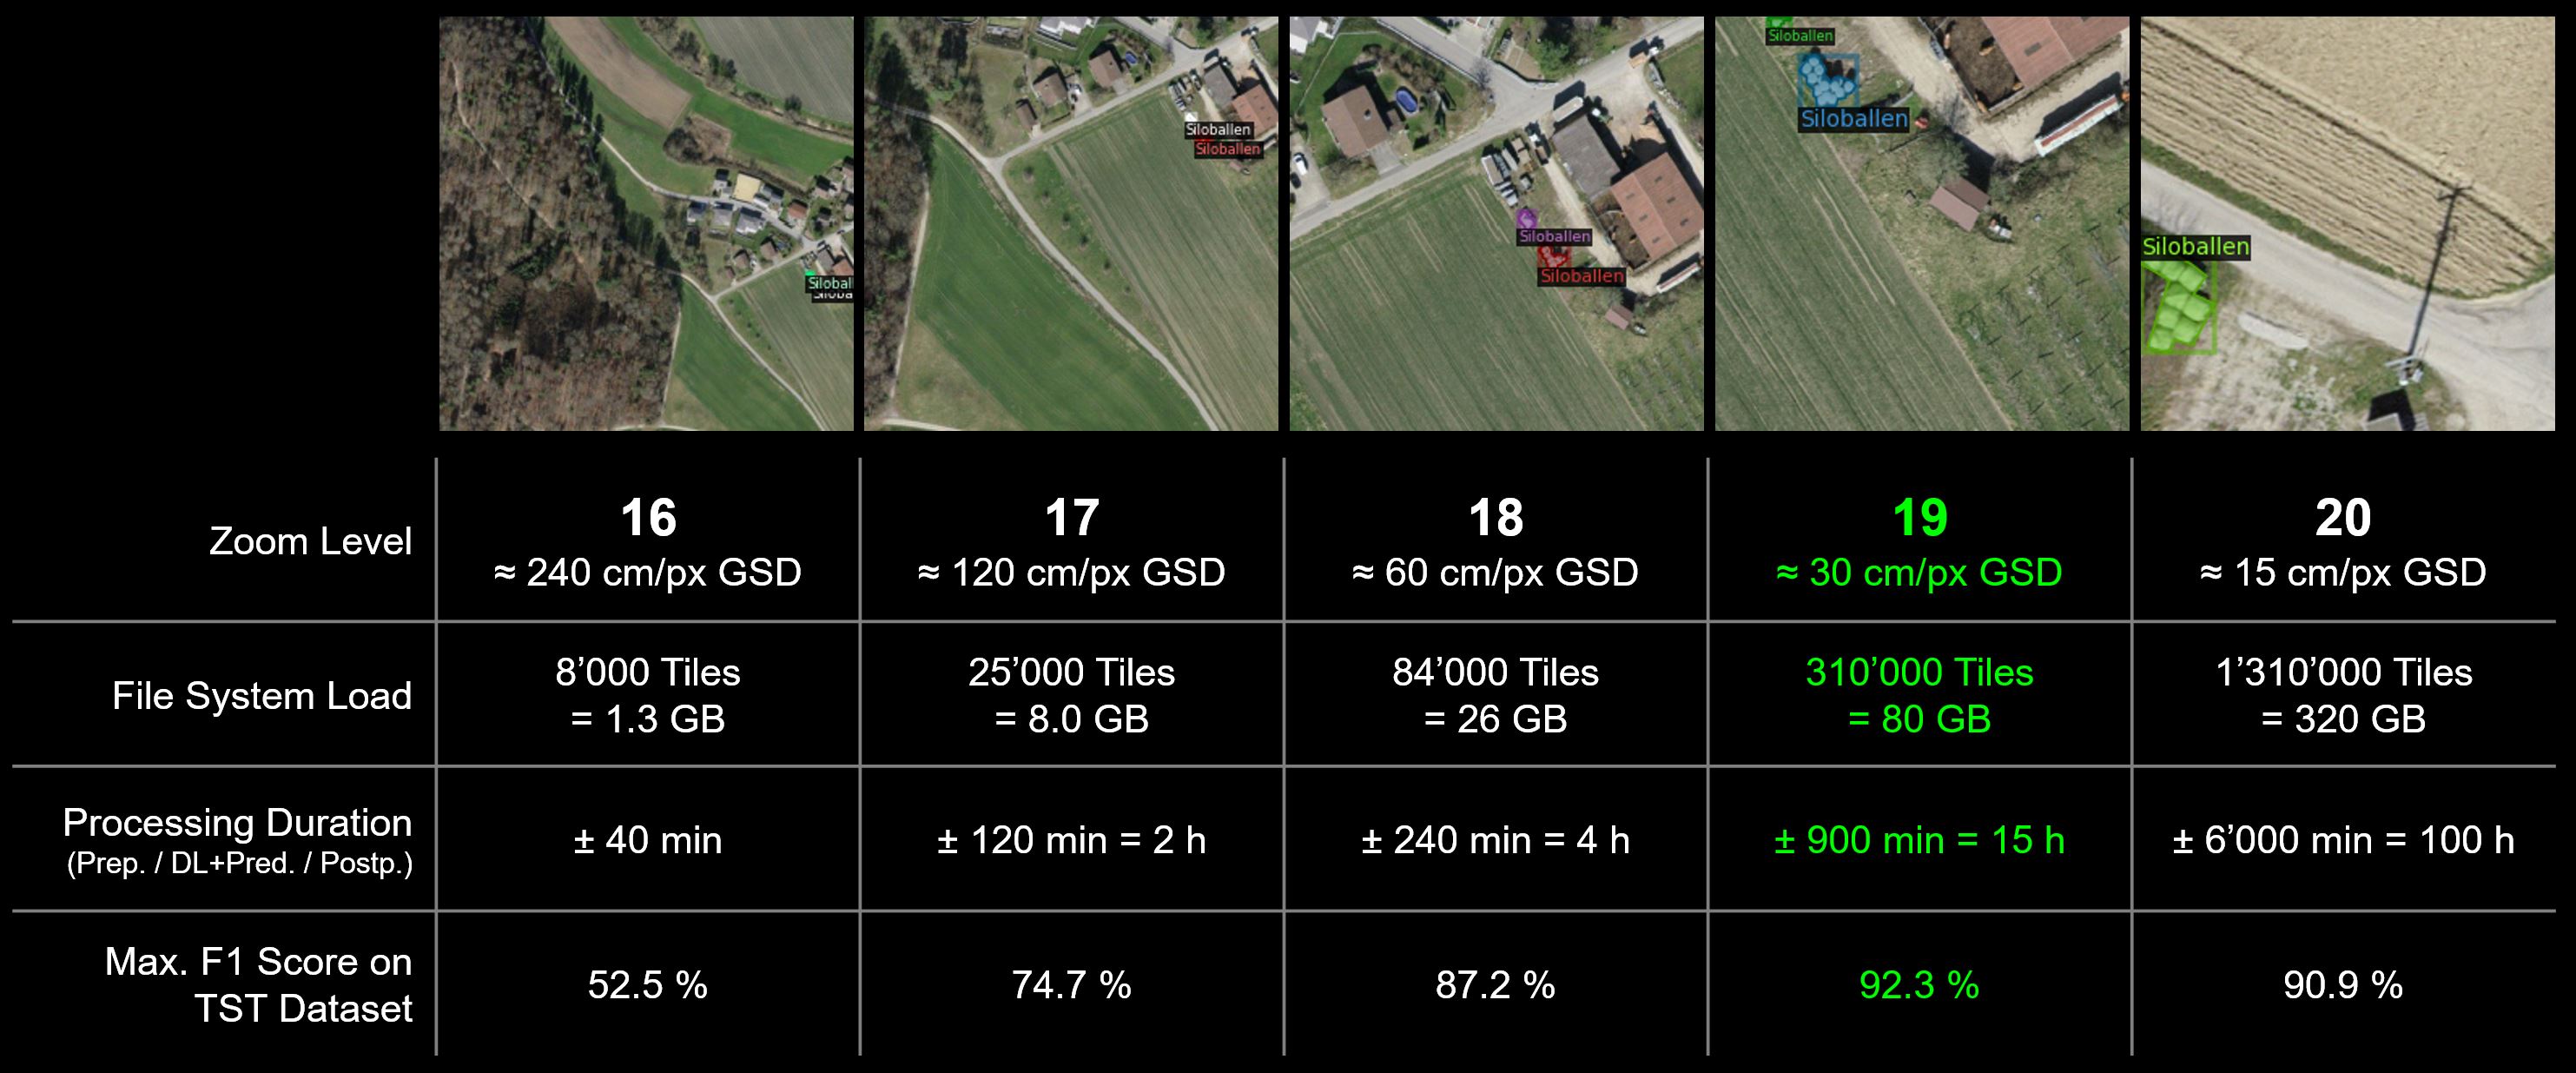 Siloballen
Siloballen
Siloballen
Siloballen
Siloballen
Siloballen
Siloballen
Siloballen
Zoom Level
16
≈ 240 cm/px GSD
17
≈ 120 cm/px GSD
18
≈ 60 cm/px GSD
19
≈ 30 cm/px GSD
20
≈ 15 cm/px GSD
File System Load
8’000 Tiles
= 1.3 GB
25’000 Tiles
= 8.0 GB
84’000 Tiles
= 26 GB
310’000 Tiles
= 80 GB
1’310’000 Tiles
= 320 GB
Processing Duration
(Prep. / DL+Pred. / Postp.)
± 40 min
± 120 min = 2 h
± 240 min = 4 h
± 900 min = 15 h
± 6’000 min = 100 h
Max. F1 Score on
TST Dataset
52.5 %
74.7 %
87.2 %
92.3 %
90.9 %